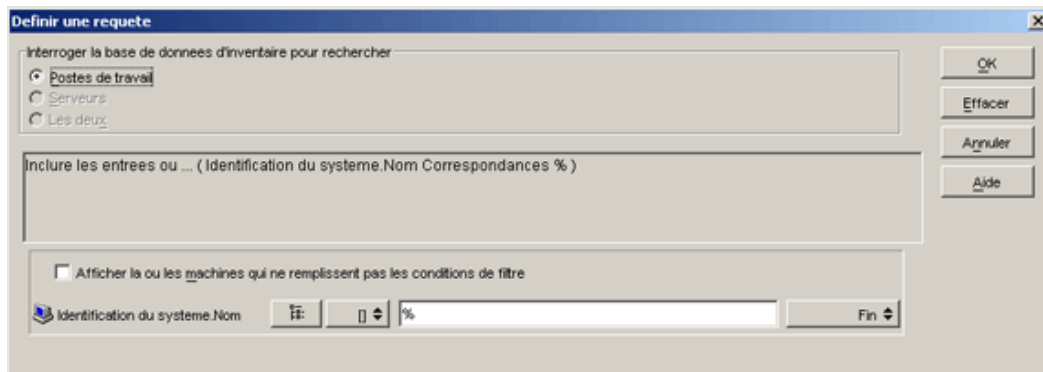 Definir une requete
Interroger la base de donnees d'inventaire pour rechercher
Postes de travail
Serveurs
Les deux
OK
Effacer
Annuler
Aide
Inclure les entrees ou ... ( Identification du systeme.Nom Correspondances % )
Afficher la ou les machines qui ne remplissent pas les conditions de filtre
Identification du systeme.Nom [] % Fin